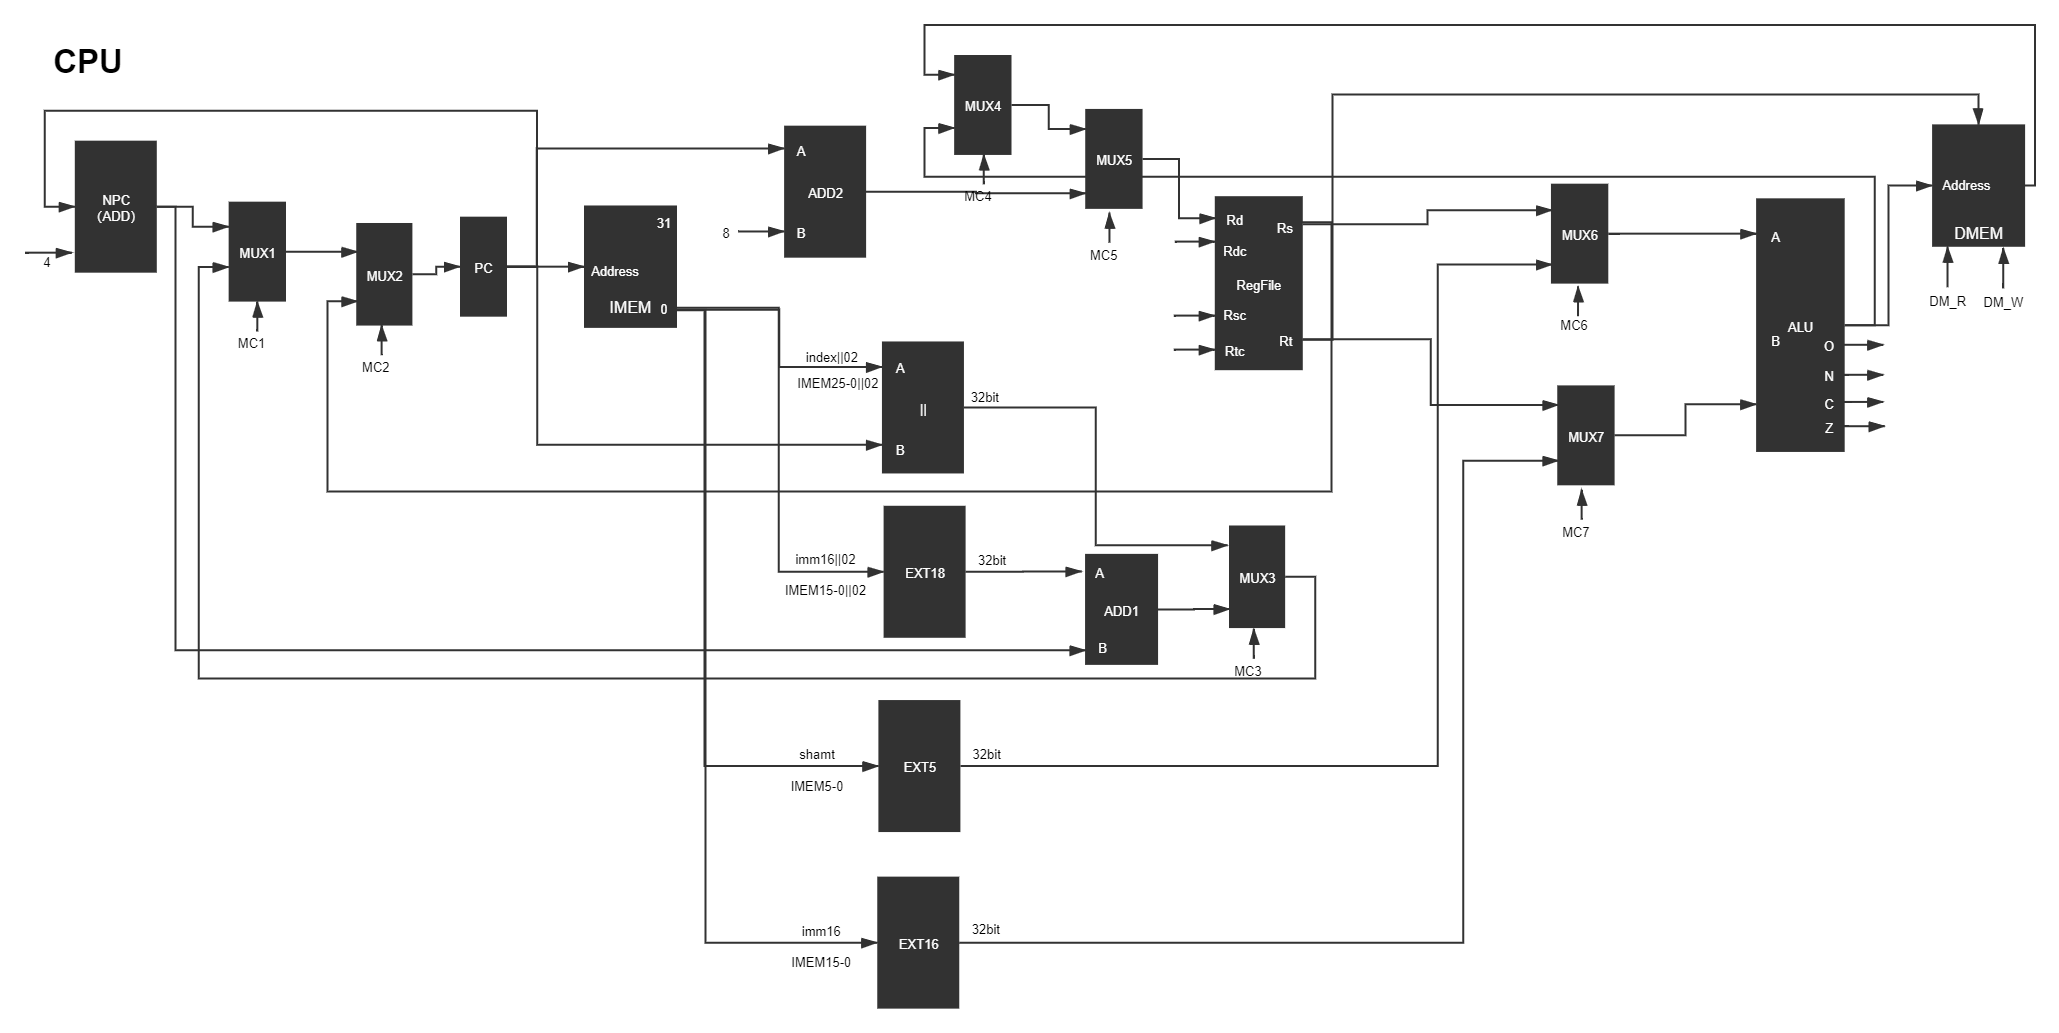 CPU
NPC
(ADD)
4
MUX1
MC1
MUX2
MC2
PC
31
Address
IMEM 0
A
ADD2
B
8
MUX4
MC4
MUX5
MC5
Rd
Rs
Rdc
RegFile
Rsc
Rt
Rtc
MUX6
MC6
MUX7
MC7
A
ALU
B
O
N
C
Z
Address
DMEM
DM_R
DM_W
index||02
IMEM25-0||02
A
||
B
32bit
imm16||02
IMEM15-0||02
EXT18
32bit
A
ADD1
B
MUX3
MC3
shamt
IMEM5-0
EXT5
32bit
imm16
IMEM15-0
EXT16
32bit